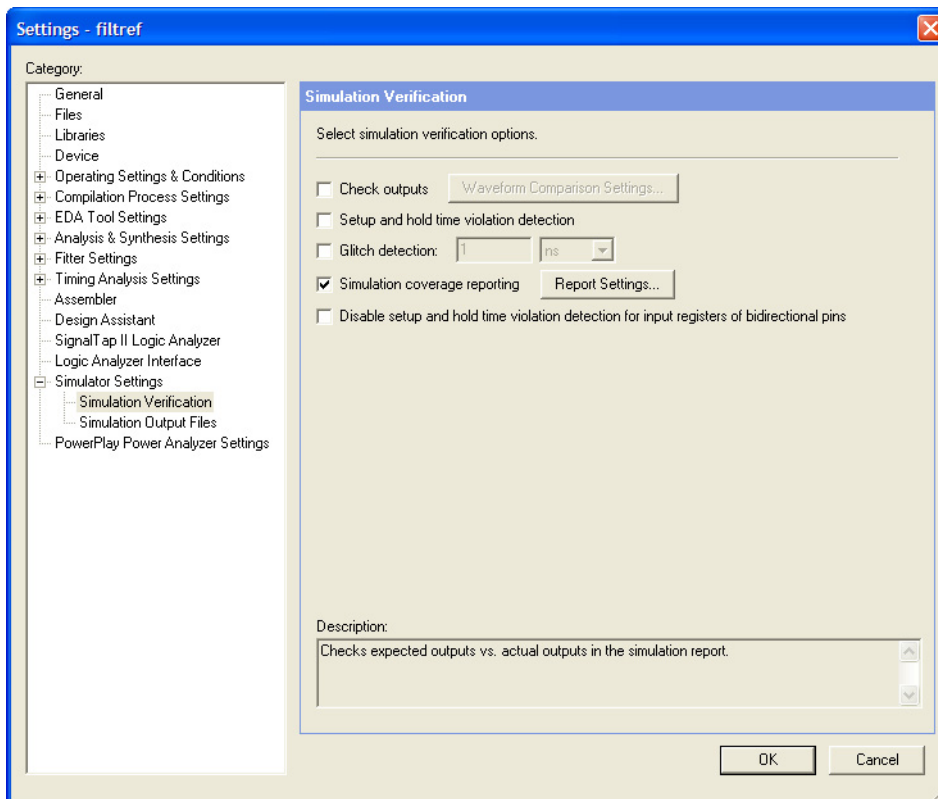 Settings - filtref
Category:
General
Files
Libraries
Device
Operating Settings & Conditions
Compilation Process Settings
EDA Tool Settings
Analysis & Synthesis Settings
Fitter Settings
Timing Analysis Settings
Assembler
Design Assistant
SignalTap II Logic Analyzer
Logic Analyzer Interface
Simulator Settings
Simulation Verification
Simulation Output Files
PowerPlay Power Analyzer Settings
Simulation Verification
Select simulation verification options.
Check outputs Waveform Comparison Settings...
Setup and hold time violation detection
Glitch detection: 1 ns
Simulation coverage reporting Report Settings...
Disable setup and hold time violation detection for input registers of bidirectional pins
Description:
Checks expected outputs vs. actual outputs in the simulation report.
OK Cancel